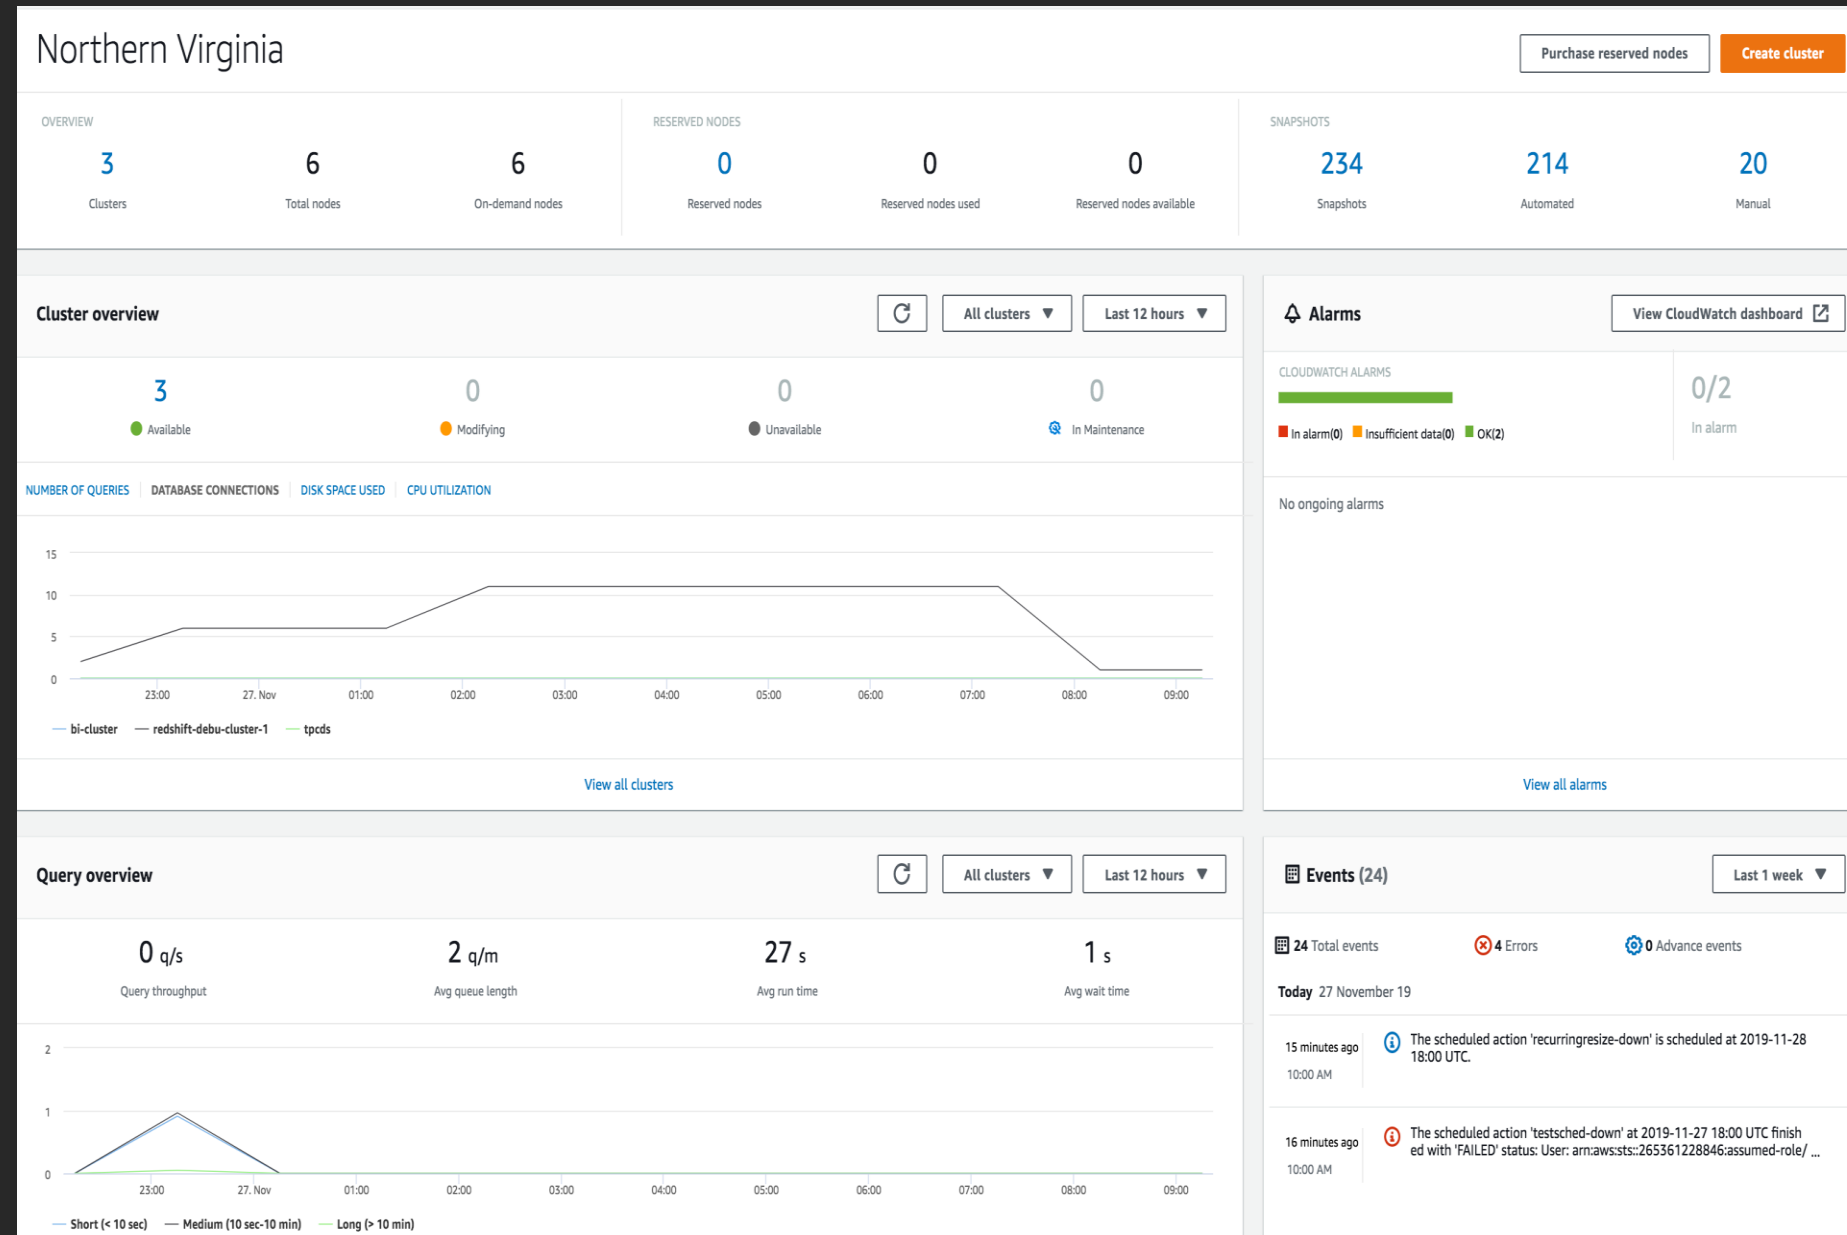 Northern Virginia
Purchase reserved nodes
Create cluster
OVERVIEW
3
Clusters
6
Total nodes
6
On-demand nodes
RESERVED NODES
0
Reserved nodes
0
Reserved nodes used
0
Reserved nodes available
SNAPSHOTS
234
Snapshots
214
Automated
20
Manual
Cluster overview
All clusters
Last 12 hours
3
Available
0
Modifying
0
Unavailable
0
In Maintenance
NUMBER OF QUERIES
DATABASE CONNECTIONS
DISK SPACE USED
CPU UTILIZATION
15
10
5
0
23:00
27. Nov
01:00
02:00
03:00
04:00
05:00
06:00
07:00
08:00
09:00
bi-cluster
redshift-debu-cluster-1
tpcds
View all clusters
Alarms
View CloudWatch dashboard
CLOUDWATCH ALARMS
In alarm(0)
Insufficient data(0)
OK(2)
0/2
In alarm
No ongoing alarms
View all alarms
Query overview
All clusters
Last 12 hours
0 q/s
Query throughput
2 q/m
Avg queue length
27 s
Avg run time
1 s
Avg wait time
2
1
0
23:00
27. Nov
01:00
02:00
03:00
04:00
05:00
06:00
07:00
08:00
09:00
Short (< 10 sec)
Medium (10 sec-10 min)
Long (> 10 min)
Events (24)
Last 1 week
24 Total events
4 Errors
0 Advance events
Today 27 November 19
15 minutes ago
10:00 AM
The scheduled action 'recurringresize-down' is scheduled at 2019-11-28
18:00 UTC.
16 minutes ago
10:00 AM
The scheduled action 'testsched-down' at 2019-11-27 18:00 UTC finish
ed with 'FAILED' status: User: arn:aws:sts::265361228846:assumed-role/ ...